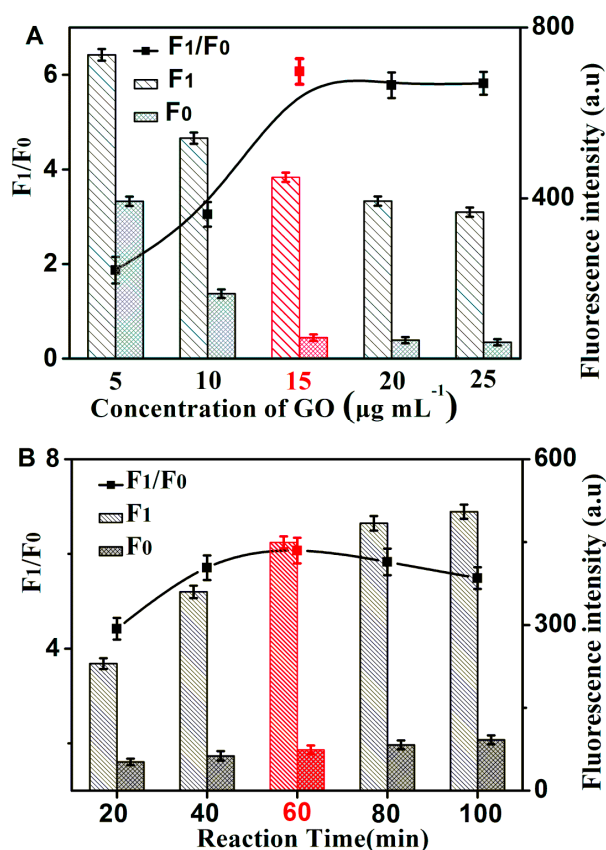 A
F1/F0
F1
F0
6
4
2
0
F1/F0
800
400
Fluorescence intensity (a.u)
5 10 15 20 25
Concentration of GO (μg mL⁻¹)
B
F1/F0
F1
F0
8
4
F1/F0
600
300
0
Fluorescence intensity (a.u)
20 40 60 80 100
Reaction Time(min)